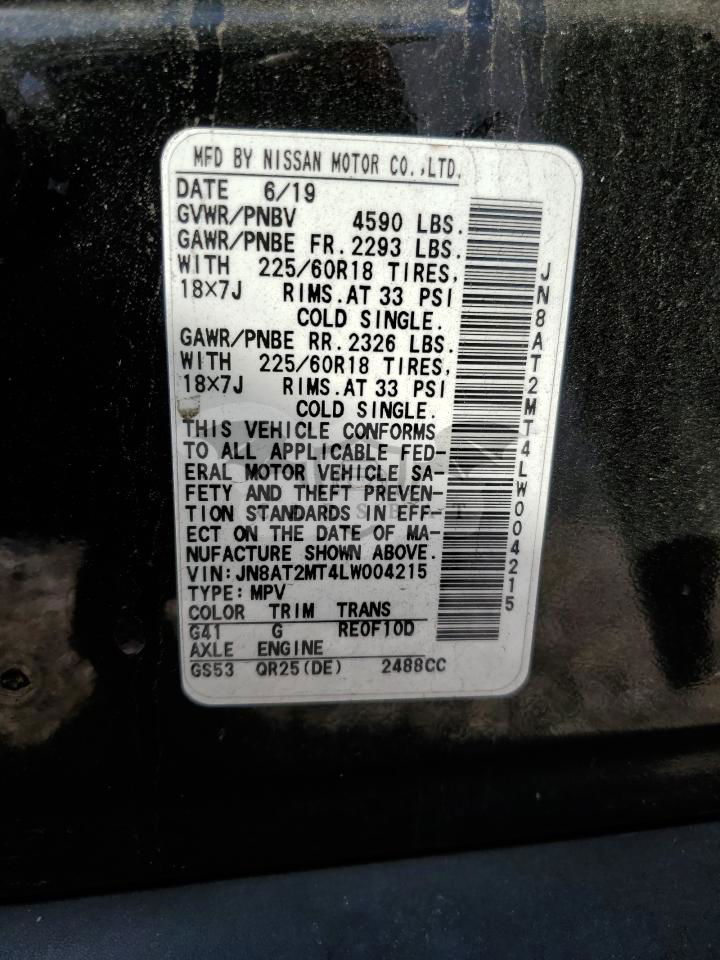 MFD BY NISSAN MOTOR CO.,LTD.
DATE 6/19
GVWR/PNBV 4590 LBS.
GAWR/PNBE FR. 2293 LBS.
WITH 225/60R18 TIRES,
18×7J RIMS. AT 33 PSI
COLD SINGLE.
GAWR/PNBE RR. 2326 LBS.
WITH 225/60R18 TIRES,
18×7J RIMS. AT 33 PSI
COLD SINGLE.
THIS VEHICLE CONFORMS
TO ALL APPLICABLE FED-
ERAL MOTOR VEHICLE SA-
FETY AND THEFT PREVEN-
TION STANDARDS IN EFF-
ECT ON THE DATE OF MA-
NUFACTURE SHOWN ABOVE.
VIN:JN8AT2MT4LW004215
TYPE:MPV
COLOR TRIM TRANS
G41 G RE0F10D
AXLE ENGINE
GS53 QR25(DE) 2488CC
JN8AT2MT4LW004215